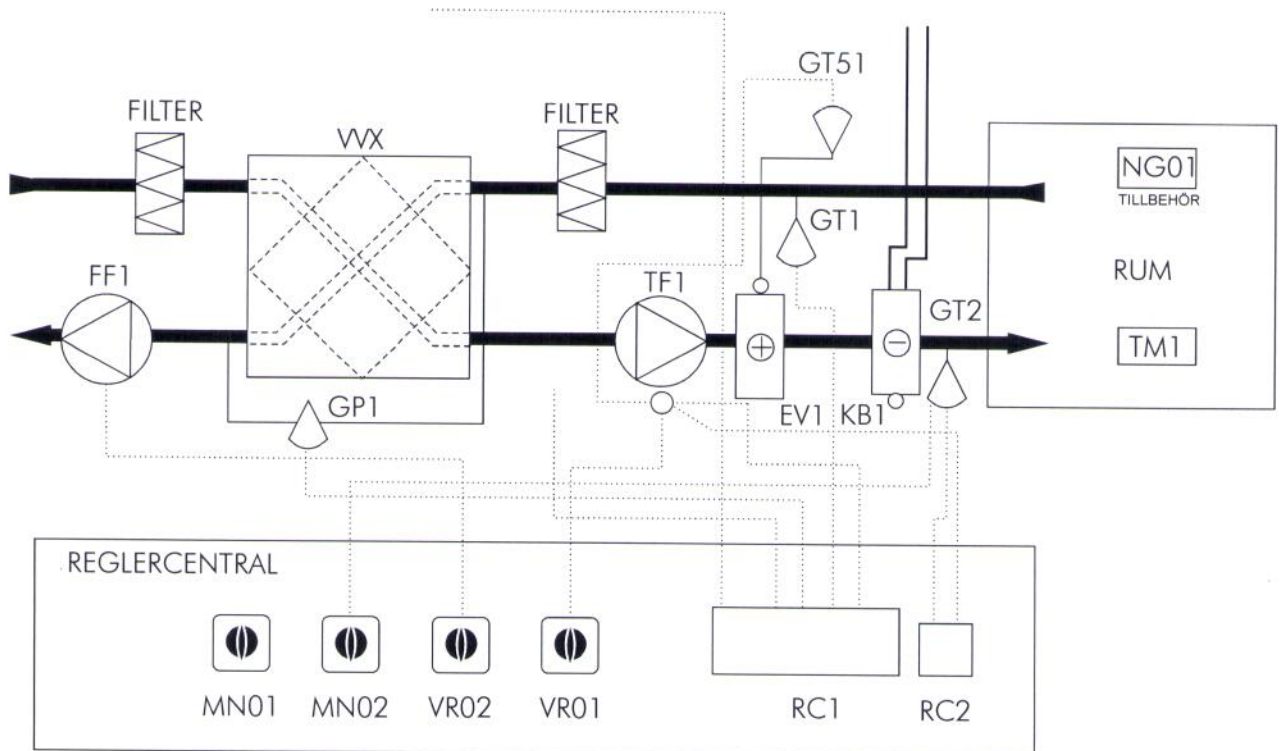 GT51
FILTER
VVX
FILTER
NG01
TILLBEHÖR
GT1
FF1
TF1
GT2
RUM
TM1
GP1
EV1
KB1
REGLERCENTRAL
MN01
MN02
VR02
VR01
RC1
RC2